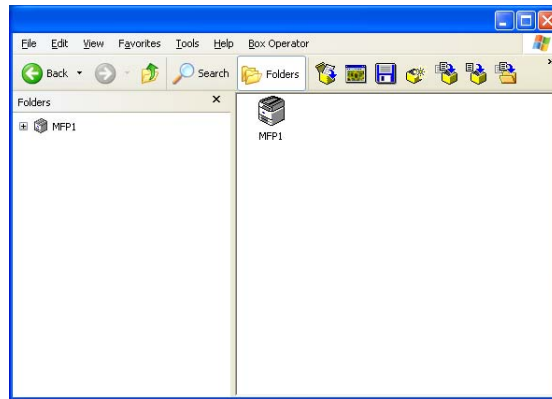 File Edit View Favorites Tools Help Box Operator
Back Search Folders
Folders
MFP1
MFP1